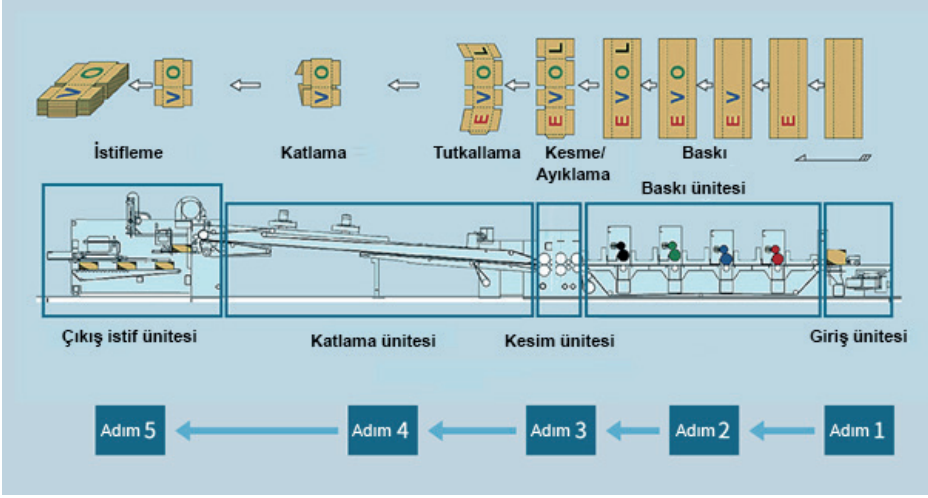 E V O L
E V O L
E V O L
E V O
E V
E
V O
V O
V O
İstifleme
Katlama
Tutkallama
Kesme/
Ayıklama
Baskı
Baskı ünitesi
Çıkış istif ünitesi
Katlama ünitesi
Kesim ünitesi
Giriş ünitesi
Adım 5
Adım 4
Adım 3
Adım 2
Adım 1